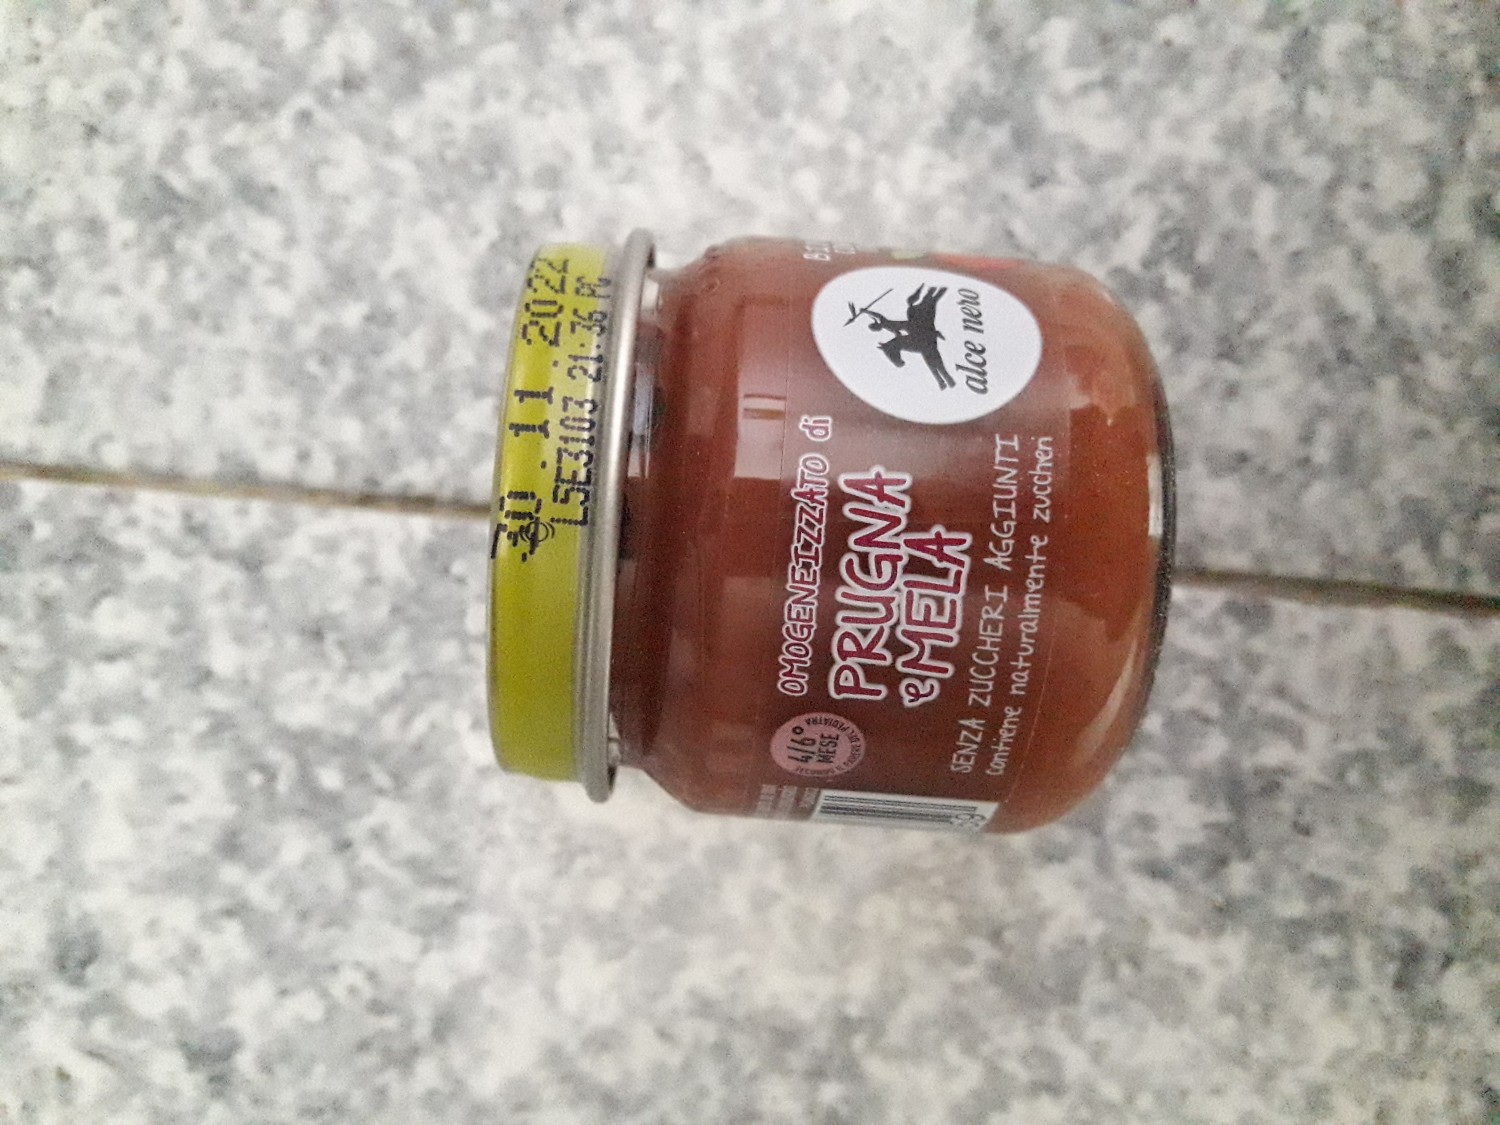 30 11 2022
L5E3103 21:36 PC
alce nero
OMOGENEIZZATO di
PRUGNA
e MELA
SENZA ZUCCHERI AGGIUNTI
contiene naturalmente zuccheri
4/6°
MESE